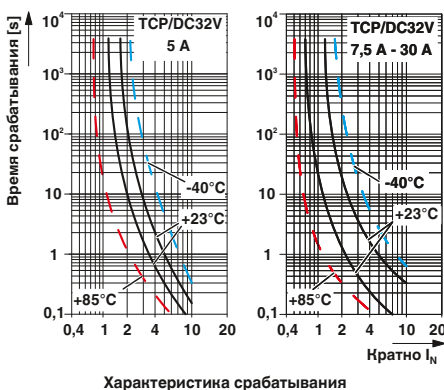 Время срабатывания [s]
TCP/DC32V
5 A
10⁴
10³
10²
10
1
0,1
-40°C
+23°C
+85°C
0,4 1 2 4 10 20
TCP/DC32V
7,5 A - 30 A
10⁴
10³
10²
10
1
0,1
-40°C
+23°C
+85°C
0,4 1 2 4 10 20
Кратно I_N
Характеристика срабатывания